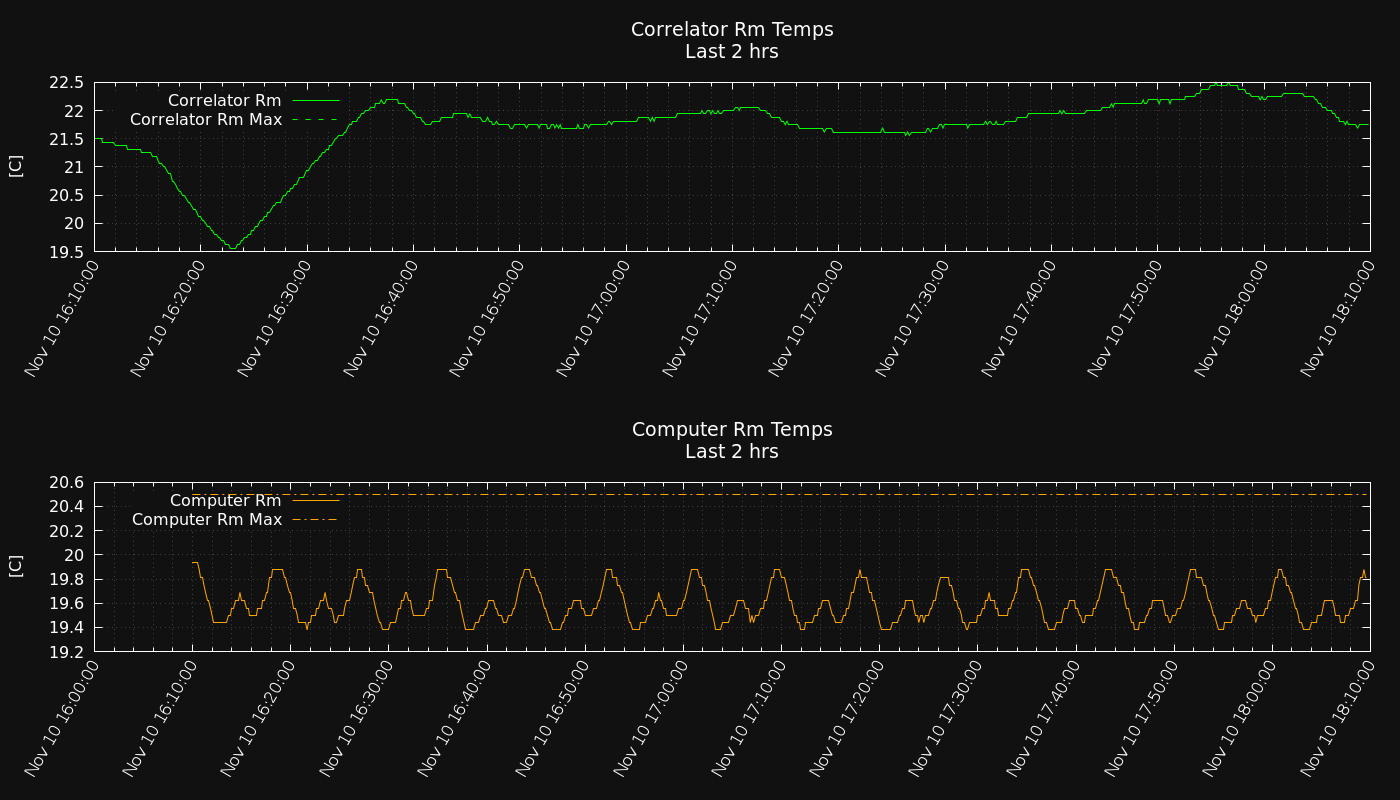 Correlator Rm Temps
Last 2 hrs
22.5
22
21.5
21
20.5
20
19.5
[C]
Correlator Rm
Correlator Rm Max
Nov 10 16:10:00
Nov 10 16:20:00
Nov 10 16:30:00
Nov 10 16:40:00
Nov 10 16:50:00
Nov 10 17:00:00
Nov 10 17:10:00
Nov 10 17:20:00
Nov 10 17:30:00
Nov 10 17:40:00
Nov 10 17:50:00
Nov 10 18:00:00
Nov 10 18:10:00
Computer Rm Temps
Last 2 hrs
20.6
20.4
20.2
20
19.8
19.6
19.4
19.2
[C]
Computer Rm
Computer Rm Max
Nov 10 16:00:00
Nov 10 16:10:00
Nov 10 16:20:00
Nov 10 16:30:00
Nov 10 16:40:00
Nov 10 16:50:00
Nov 10 17:00:00
Nov 10 17:10:00
Nov 10 17:20:00
Nov 10 17:30:00
Nov 10 17:40:00
Nov 10 17:50:00
Nov 10 18:00:00
Nov 10 18:10:00